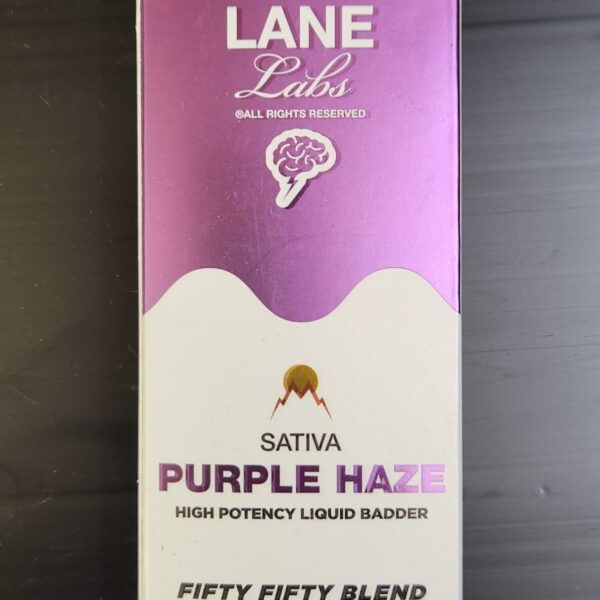 LANE
Labs
®ALL RIGHTS RESERVED
SATIVA
PURPLE HAZE
HIGH POTENCY LIQUID BADDER
FIFTY FIFTY BLEND